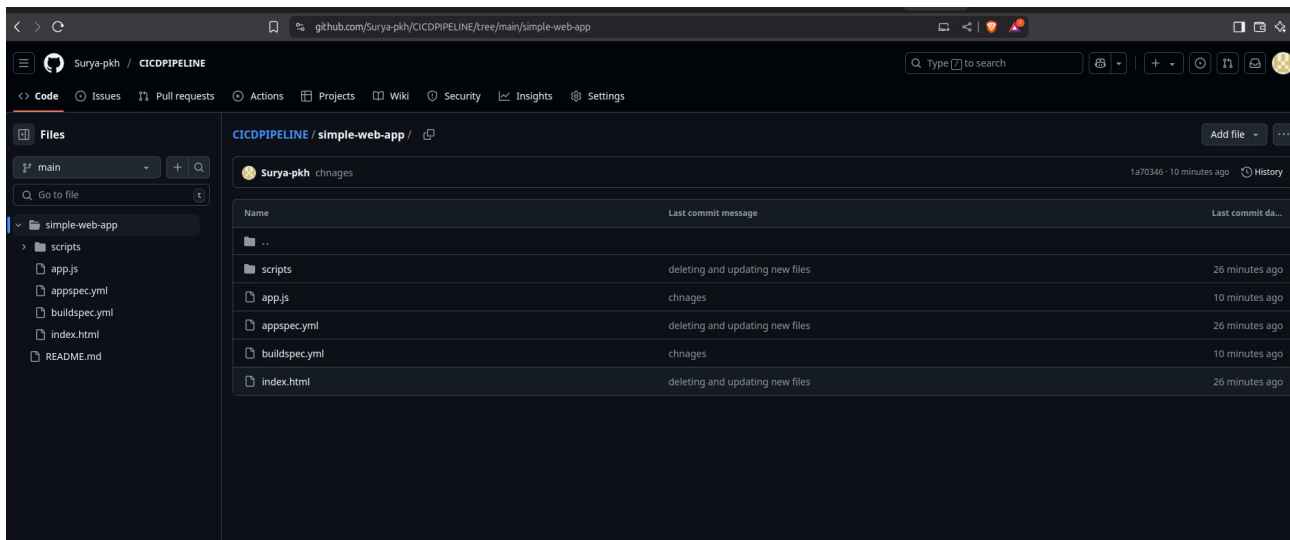 github.com/Surya-pkh/CICDPIPELINE/tree/main/simple-web-app
Surya-pkh / CICDPIPELINE
Type / to search
Code Issues Pull requests Actions Projects Wiki Security Insights Settings
Files
CICDPIPELINE / simple-web-app /
Add file
main
Surya-pkh chnages
1a70346 · 10 minutes ago History
Go to file t
Name Last commit message Last commit da...
simple-web-app
..
scripts
scripts deleting and updating new files 26 minutes ago
app.js
app.js chnages 10 minutes ago
appspec.yml
appspec.yml deleting and updating new files 26 minutes ago
buildspec.yml
buildspec.yml chnages 10 minutes ago
index.html
README.md
index.html deleting and updating new files 26 minutes ago